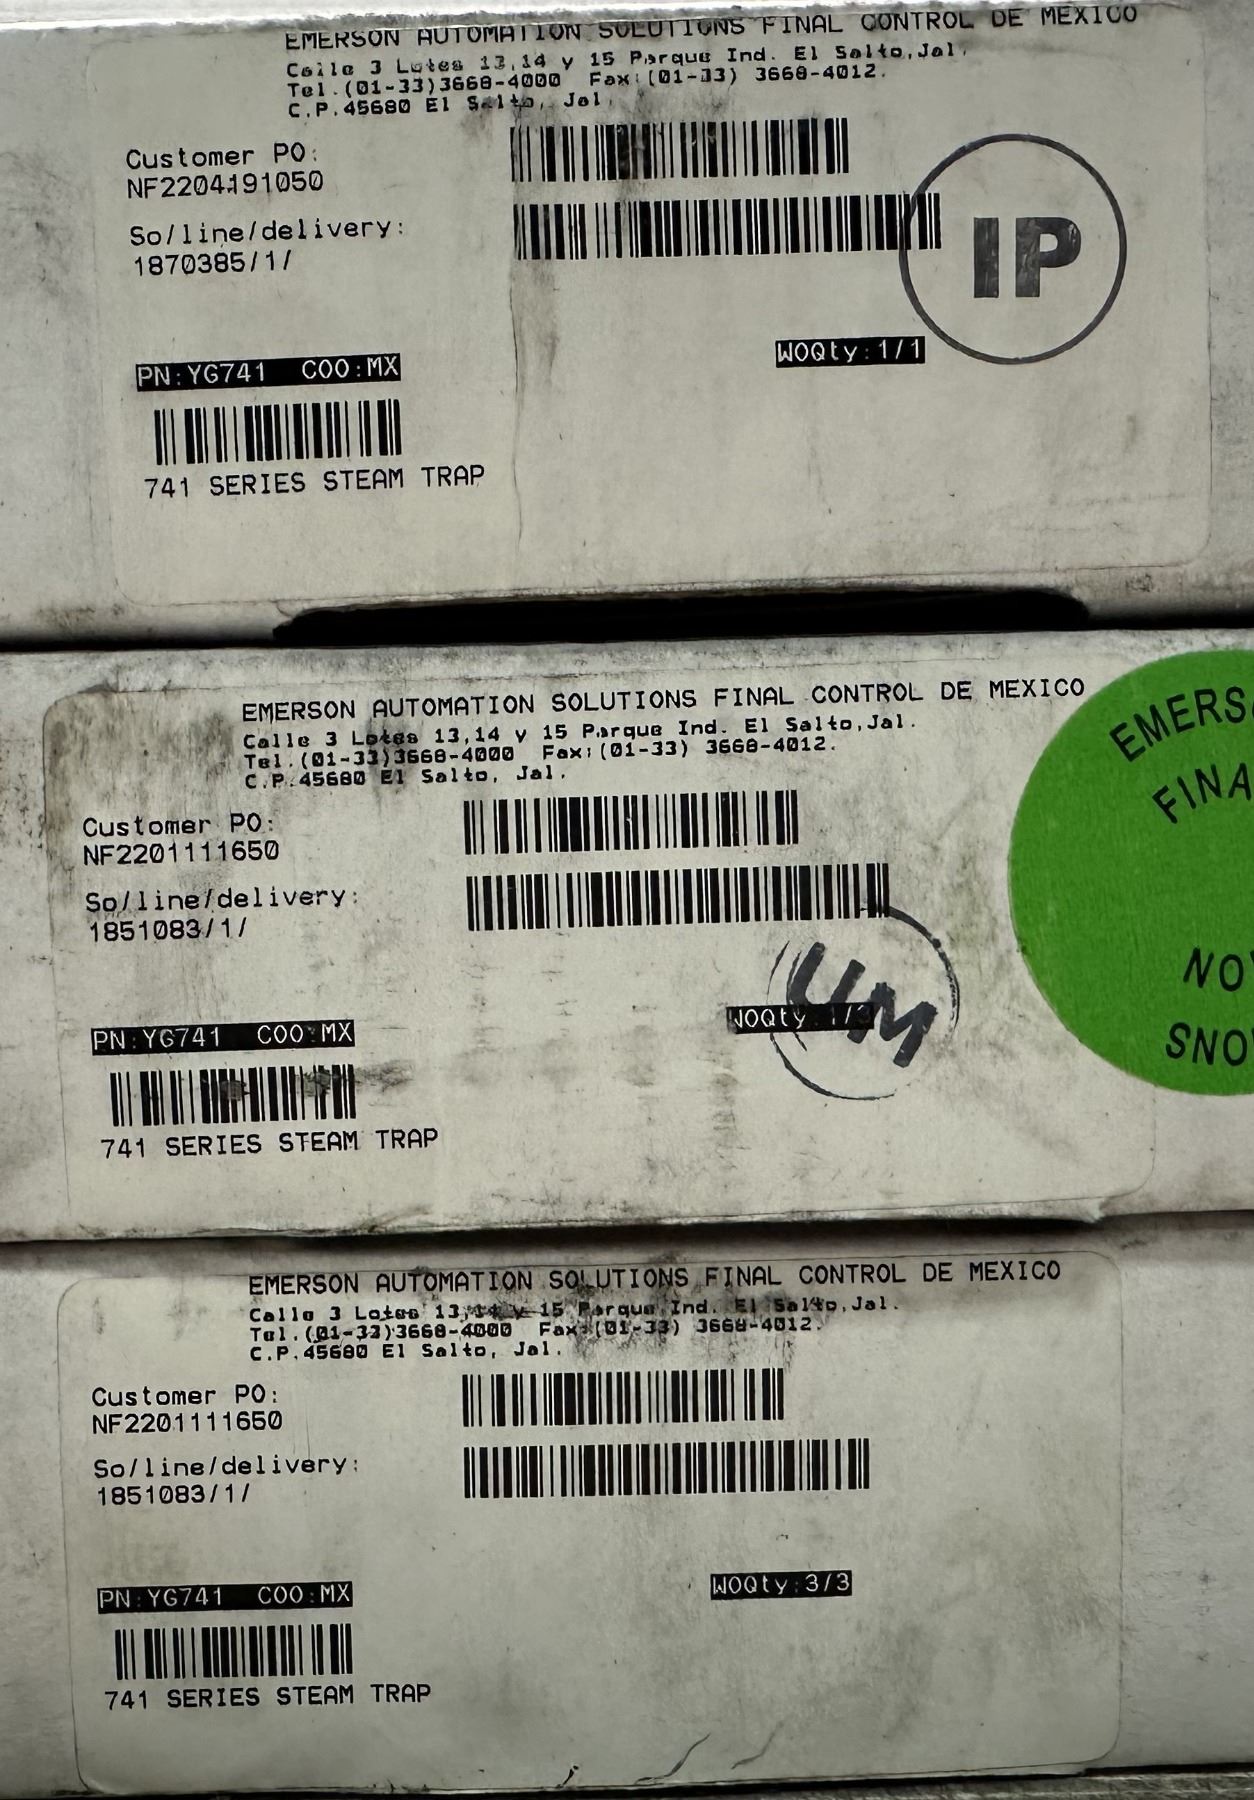 EMERSON AUTOMATION SOLUTIONS FINAL CONTROL DE MEXICO
Calle 3 Lotes 13,14 y 15 Parque Ind. El Salto,Jal.
Tel.(01-33)3668-4000 Fax:(01-33) 3668-4012.
C.P.45680 El Salto, Jal.
Customer PO:
NF2204191050
So/line/delivery:
1870385/1/
IP
PN:YG741 COO:MX
WOQty:1/1
741 SERIES STEAM TRAP
EMERSON AUTOMATION SOLUTIONS FINAL CONTROL DE MEXICO
Calle 3 Lotes 13,14 y 15 Parque Ind. El Salto,Jal.
Tel.(01-33)3668-4000 Fax:(01-33) 3668-4012.
C.P.45680 El Salto, Jal.
Customer PO:
NF2201111650
So/line/delivery:
1851083/1/
UM
PN:YG741 COO:MX
WOQty:
741 SERIES STEAM TRAP
EMERS
FINA
NO
SNO
EMERSON AUTOMATION SOLUTIONS FINAL CONTROL DE MEXICO
Calle 3 Lotes 13,14 y 15 Parque Ind. El Salto,Jal.
Tel.(01-33)3668-4000 Fax:(01-33) 3668-4012.
C.P.45680 El Salto, Jal.
Customer PO:
NF2201111650
So/line/delivery:
1851083/1/
PN:YG741 COO:MX
WOQty:3/3
741 SERIES STEAM TRAP